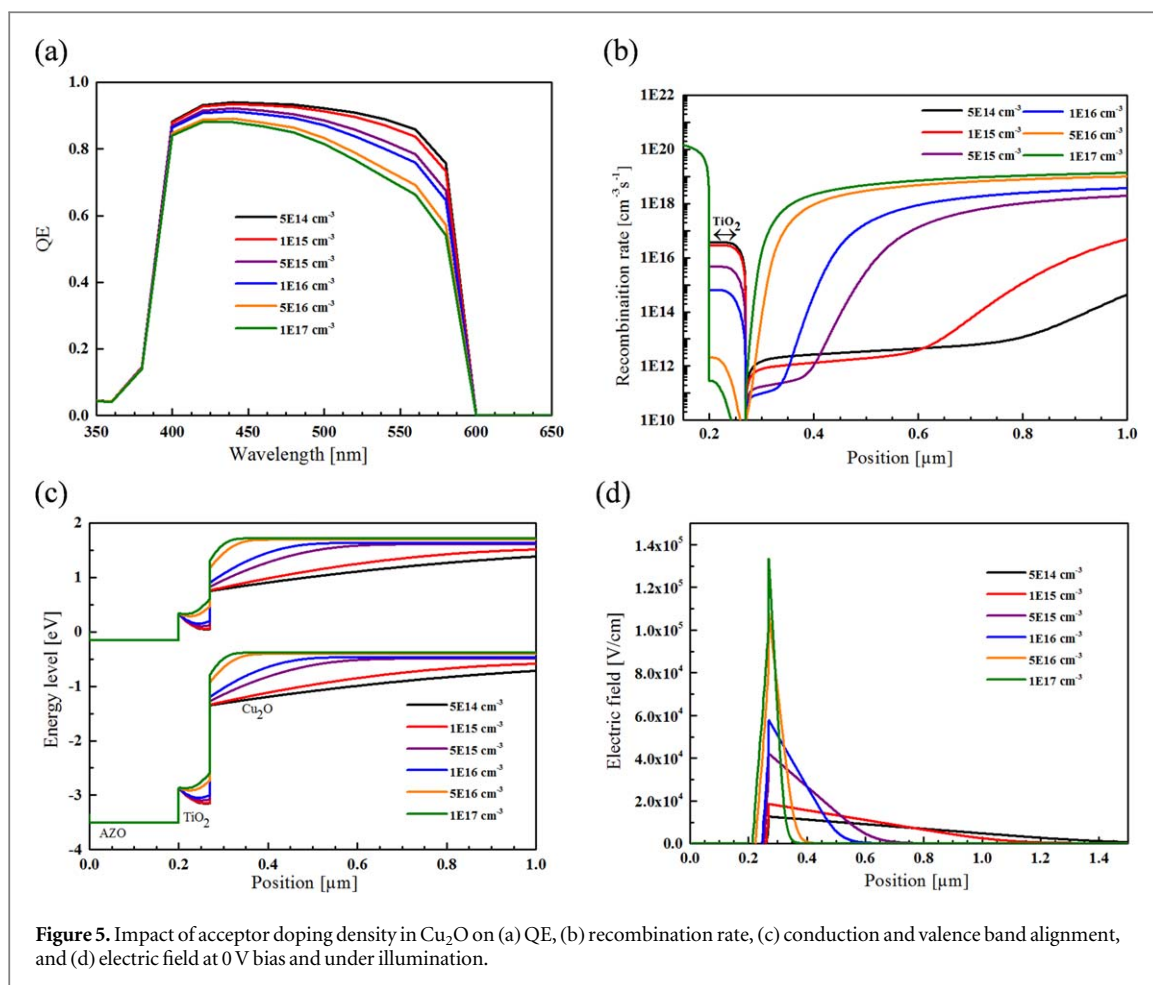 (a)
QE
1.0
0.8
0.6
0.4
0.2
0.0
5E14 cm⁻³
1E15 cm⁻³
5E15 cm⁻³
1E16 cm⁻³
5E16 cm⁻³
1E17 cm⁻³
350 400 450 500 550 600 650
Wavelength [nm]
(b)
Recombinaition rate [cm⁻³s⁻¹]
1E22
1E20
1E18
1E16
1E14
1E12
1E10
5E14 cm⁻³ 1E16 cm⁻³
1E15 cm⁻³ 5E16 cm⁻³
5E15 cm⁻³ 1E17 cm⁻³
TiO₂
0.2 0.4 0.6 0.8 1.0
Position [µm]
(c)
Energy level [eV]
2
1
0
-1
-2
-3
-4
Cu₂O
AZO
TiO₂
5E14 cm⁻³
1E15 cm⁻³
5E15 cm⁻³
1E16 cm⁻³
5E16 cm⁻³
1E17 cm⁻³
0.0 0.2 0.4 0.6 0.8 1.0
Position [µm]
(d)
Electric field [V/cm]
1.4x10⁵
1.2x10⁵
1.0x10⁵
8.0x10⁴
6.0x10⁴
4.0x10⁴
2.0x10⁴
0.0
5E14 cm⁻³
1E15 cm⁻³
5E15 cm⁻³
1E16 cm⁻³
5E16 cm⁻³
1E17 cm⁻³
0.0 0.2 0.4 0.6 0.8 1.0 1.2 1.4
Position [µm]
Figure 5. Impact of acceptor doping density in Cu₂O on (a) QE, (b) recombination rate, (c) conduction and valence band alignment,
and (d) electric field at 0 V bias and under illumination.